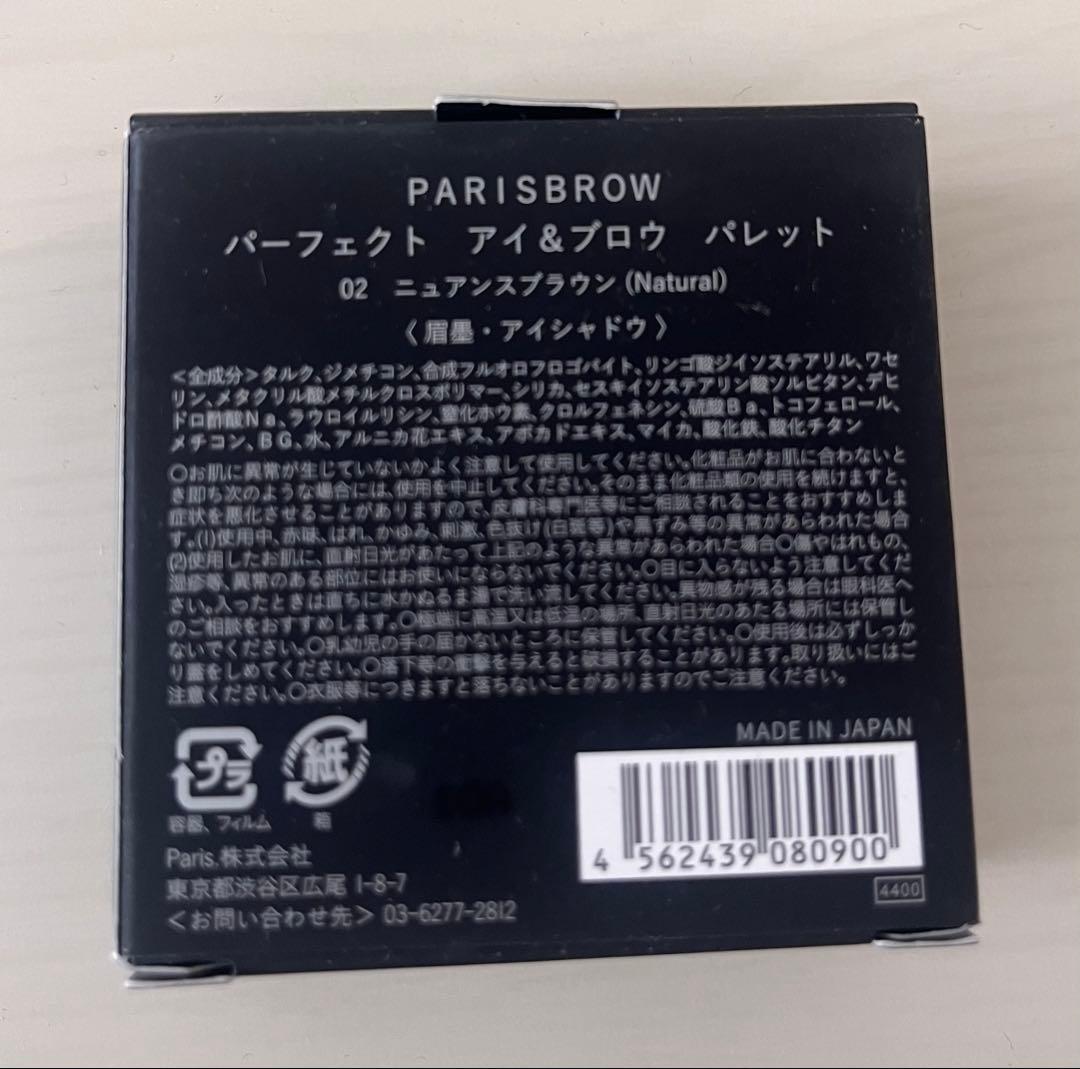 PARISBROW
パーフェクト アイ＆ブロウ パレット
02 ニュアンスブラウン(Natural)
〈眉墨・アイシャドウ〉
＜全成分＞タルク、ジメチコン、合成フルオロフロゴパイト、リンゴ酸ジイソステアリル、ワセ
リン、メタクリル酸メチルクロスポリマー、シリカ、セスキイソステアリン酸ソルビタン、デヒ
ドロ酢酸Ｎａ、ラウロイルリシン、窒化ホウ素、クロルフェネシン、硫酸Ｂａ、トコフェロール、
メチコン、ＢＧ、水、アルニカ花エキス、アボカドエキス、マイカ、酸化鉄、酸化チタン
○お肌に異常が生じていないかよく注意して使用してください。化粧品がお肌に合わないと
き即ち次のような場合には、使用を中止してください。そのまま化粧品類の使用を続けますと、
症状を悪化させることがありますので、皮膚科専門医等にご相談されることをおすすめしま
す。(1)使用中、赤味、はれ、かゆみ、刺激、色抜け(白斑等)や黒ずみ等の異常があらわれた場合
(2)使用したお肌に、直射日光があたって上記のような異常があらわれた場合○傷やはれもの、
湿疹等、異常のある部位にはお使いにならないでください。○目に入らないよう注意してくだ
さい。入ったときは直ちに水かぬるま湯で洗い流してください。異物感が残る場合は眼科医へ
のご相談をおすすめします。○極端に高温又は低温の場所、直射日光のあたる場所には保管し
ないでください。○乳幼児の手の届かないところに保管してください。○使用後は必ずしっか
り蓋をしめてください。○落下等の衝撃を与えると破損することがあります。取り扱いにはご
注意ください。○衣服等につきますと落ちないことがありますのでご注意ください。
MADE IN JAPAN
プラ
紙
容器、フィルム
箱
4 562439 080900
Paris.株式会社
東京都渋谷区広尾 1-8-7
＜お問い合わせ先＞ 03-6277-2812
4400